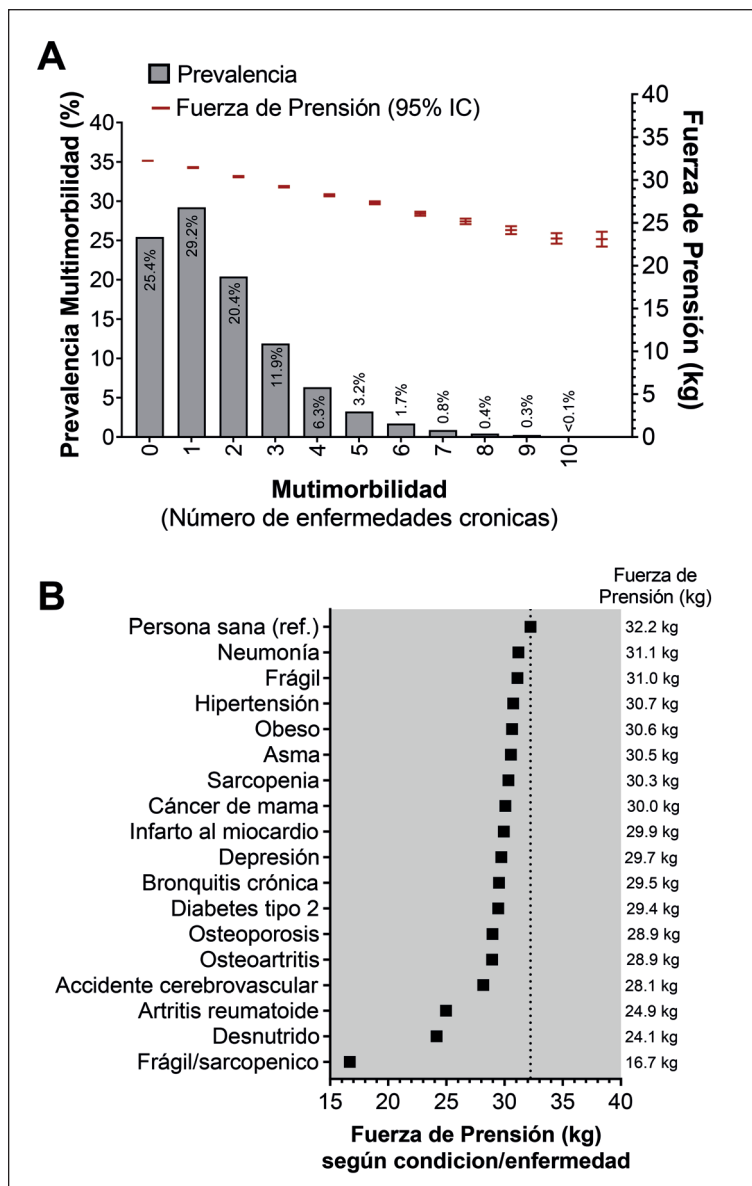 A
Prevalencia
Fuerza de Prensión (95% IC)
Prevalencia Multimorbilidad (%)
40
35
30
25
20
15
10
5
0
25.4%
29.2%
20.4%
11.9%
6.3%
3.2%
1.7%
0.8%
0.4%
0.3%
<0.1%
40
30
20
10
0
Fuerza de Prensión (kg)
0
1
2
3
4
5
6
7
8
9
10
Mutimorbilidad
(Número de enfermedades cronicas)
B
Fuerza de
Prensión (kg)
Persona sana (ref.) 32.2 kg
Neumonía 31.1 kg
Frágil 31.0 kg
Hipertensión 30.7 kg
Obeso 30.6 kg
Asma 30.5 kg
Sarcopenia 30.3 kg
Cáncer de mama 30.0 kg
Infarto al miocardio 29.9 kg
Depresión 29.7 kg
Bronquitis crónica 29.5 kg
Diabetes tipo 2 29.4 kg
Osteoporosis 28.9 kg
Osteoartritis 28.9 kg
Accidente cerebrovascular 28.1 kg
Artritis reumatoide 24.9 kg
Desnutrido 24.1 kg
Frágil/sarcopenico 16.7 kg
15 20 25 30 35 40
Fuerza de Prensión (kg)
según condicion/enfermedad